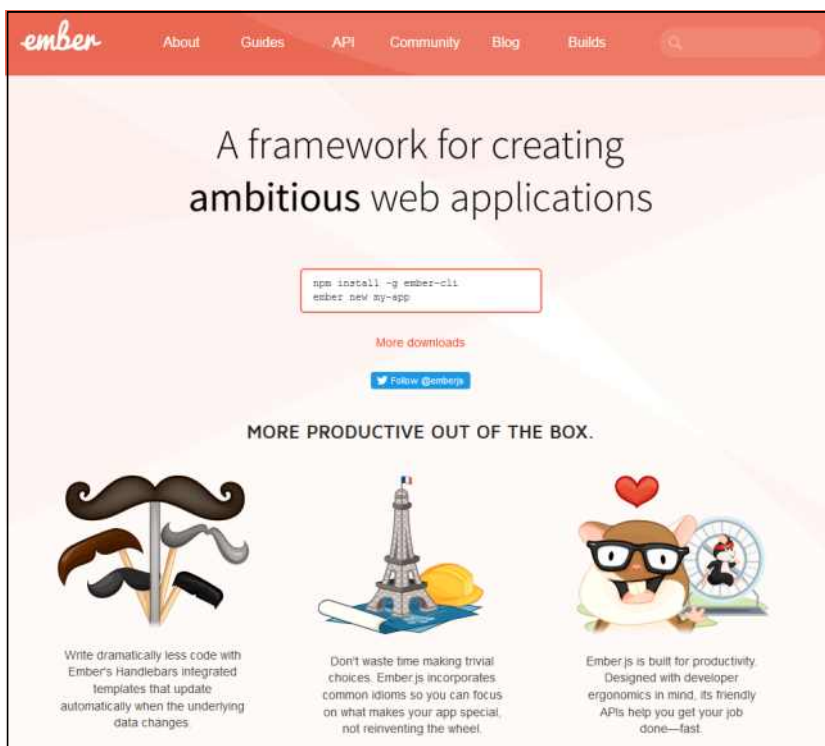 ember About Guides API Community Blog Builds
A framework for creating
ambitious web applications
npm install -g ember-cli
ember new my-app
More downloads
Follow @emberjs
MORE PRODUCTIVE OUT OF THE BOX.
Write dramatically less code with
Ember's Handlebars integrated
templates that update
automatically when the underlying
data changes.
Don't waste time making trivial
choices. Ember.js incorporates
common idioms so you can focus
on what makes your app special,
not reinventing the wheel.
Ember.js is built for productivity.
Designed with developer
ergonomics in mind, its friendly
APIs help you get your job
done—fast.